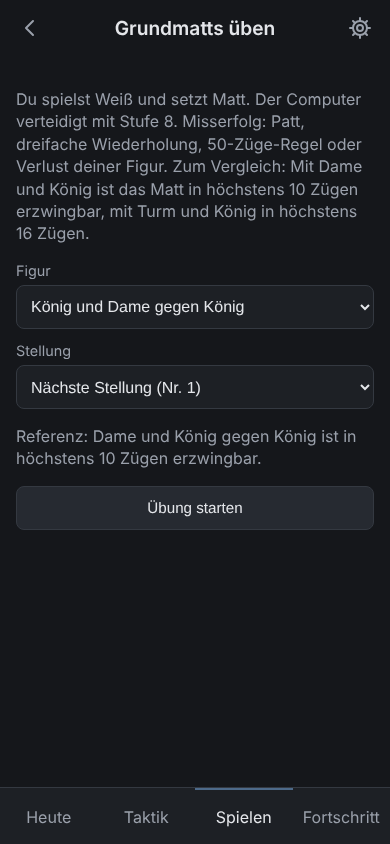 Grundmatts üben
Du spielst Weiß und setzt Matt. Der Computer
verteidigt mit Stufe 8. Misserfolg: Patt,
dreifache Wiederholung, 50-Züge-Regel oder
Verlust deiner Figur. Zum Vergleich: Mit Dame
und König ist das Matt in höchstens 10 Zügen
erzwingbar, mit Turm und König in höchstens
16 Zügen.
Figur
König und Dame gegen König
Stellung
Nächste Stellung (Nr. 1)
Referenz: Dame und König gegen König ist in
höchstens 10 Zügen erzwingbar.
Übung starten
Heute Taktik Spielen Fortschritt